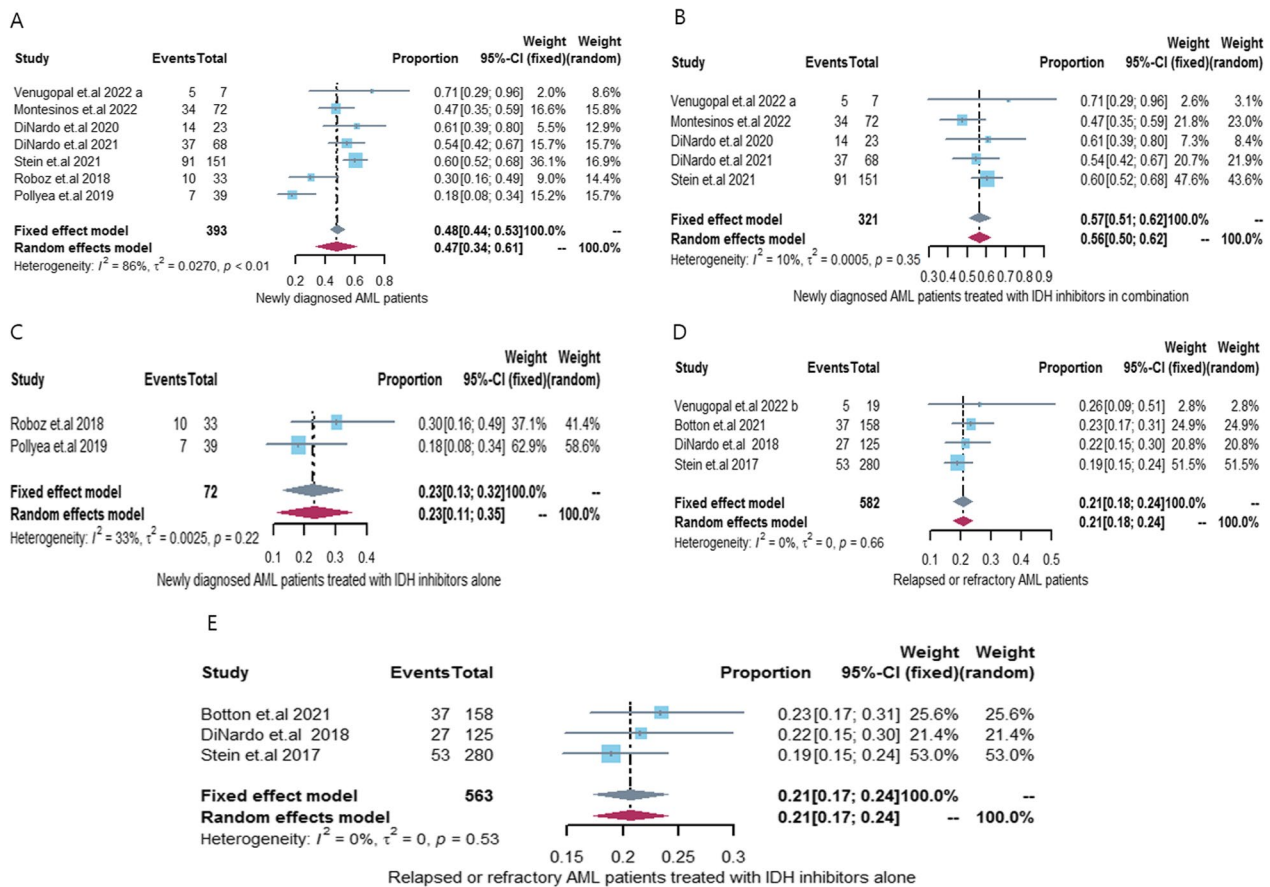 A
Weight Weight
Study Events Total Proportion 95%-CI (fixed)(random)
Venugopal et.al 2022 a 5 7 0.71 [0.29; 0.96] 2.0% 8.6%
Montesinos et.al 2022 34 72 0.47 [0.35; 0.59] 16.6% 15.8%
DiNardo et.al 2020 14 23 0.61 [0.39; 0.80] 5.5% 12.9%
DiNardo et.al 2021 37 68 0.54 [0.42; 0.67] 15.7% 15.7%
Stein et.al 2021 91 151 0.60 [0.52; 0.68] 36.1% 16.9%
Roboz et.al 2018 10 33 0.30 [0.16; 0.49] 9.0% 14.4%
Pollyea et.al 2019 7 39 0.18 [0.08; 0.34] 15.2% 15.7%
Fixed effect model 393 0.48 [0.44; 0.53] 100.0% --
Random effects model 0.47 [0.34; 0.61] -- 100.0%
Heterogeneity: I² = 86%, τ² = 0.0270, p < 0.01
0.2 0.4 0.6 0.8
Newly diagnosed AML patients
B
Weight Weight
Study Events Total Proportion 95%-CI (fixed)(random)
Venugopal et.al 2022 a 5 7 0.71 [0.29; 0.96] 2.6% 3.1%
Montesinos et.al 2022 34 72 0.47 [0.35; 0.59] 21.8% 23.0%
DiNardo et.al 2020 14 23 0.61 [0.39; 0.80] 7.3% 8.4%
DiNardo et.al 2021 37 68 0.54 [0.42; 0.67] 20.7% 21.9%
Stein et.al 2021 91 151 0.60 [0.52; 0.68] 47.6% 43.6%
Fixed effect model 321 0.57 [0.51; 0.62] 100.0% --
Random effects model 0.56 [0.50; 0.62] -- 100.0%
Heterogeneity: I² = 10%, τ² = 0.0005, p = 0.35
0.3 0.4 0.5 0.6 0.7 0.8 0.9
Newly diagnosed AML patients treated with IDH inhibitors in combination
C
Weight Weight
Study Events Total Proportion 95%-CI (fixed)(random)
Roboz et.al 2018 10 33 0.30 [0.16; 0.49] 37.1% 41.4%
Pollyea et.al 2019 7 39 0.18 [0.08; 0.34] 62.9% 58.6%
Fixed effect model 72 0.23 [0.13; 0.32] 100.0% --
Random effects model 0.23 [0.11; 0.35] -- 100.0%
Heterogeneity: I² = 33%, τ² = 0.0025, p = 0.22
0.1 0.2 0.3 0.4
Newly diagnosed AML patients treated with IDH inhibitors alone
D
Weight Weight
Study Events Total Proportion 95%-CI (fixed)(random)
Venugopal et.al 2022 b 5 19 0.26 [0.09; 0.51] 2.8% 2.8%
Botton et.al 2021 37 158 0.23 [0.17; 0.31] 24.9% 24.9%
DiNardo et.al 2018 27 125 0.22 [0.15; 0.30] 20.8% 20.8%
Stein et.al 2017 53 280 0.19 [0.15; 0.24] 51.5% 51.5%
Fixed effect model 582 0.21 [0.18; 0.24] 100.0% --
Random effects model 0.21 [0.18; 0.24] -- 100.0%
Heterogeneity: I² = 0%, τ² = 0, p = 0.66
0.1 0.2 0.3 0.4 0.5
Relapsed or refractory AML patients
E
Weight Weight
Study Events Total Proportion 95%-CI (fixed)(random)
Botton et.al 2021 37 158 0.23 [0.17; 0.31] 25.6% 25.6%
DiNardo et.al 2018 27 125 0.22 [0.15; 0.30] 21.4% 21.4%
Stein et.al 2017 53 280 0.19 [0.15; 0.24] 53.0% 53.0%
Fixed effect model 563 0.21 [0.17; 0.24] 100.0% --
Random effects model 0.21 [0.17; 0.24] -- 100.0%
Heterogeneity: I² = 0%, τ² = 0, p = 0.53
0.15 0.2 0.25 0.3
Relapsed or refractory AML patients treated with IDH inhibitors alone